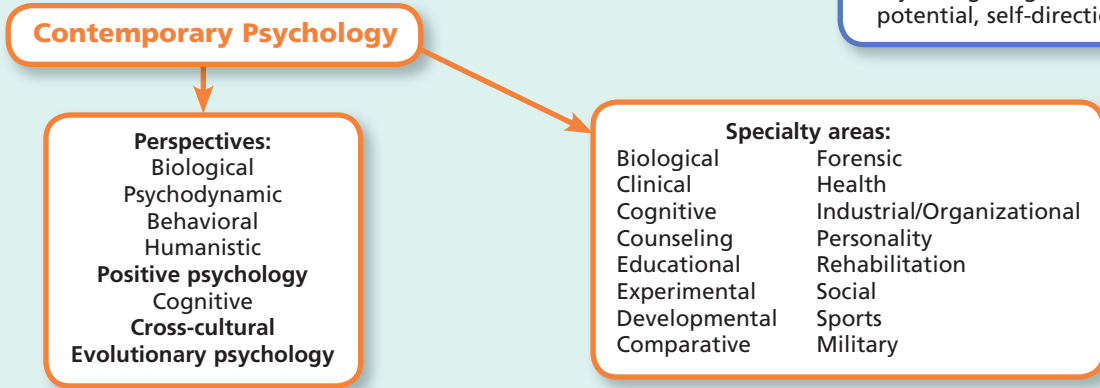 potential, self-directi
Contemporary Psychology
Perspectives:
Biological
Psychodynamic
Behavioral
Humanistic
Positive psychology
Cognitive
Cross-cultural
Evolutionary psychology
Specialty areas:
Biological Forensic
Clinical Health
Cognitive Industrial/Organizational
Counseling Personality
Educational Rehabilitation
Experimental Social
Developmental Sports
Comparative Military